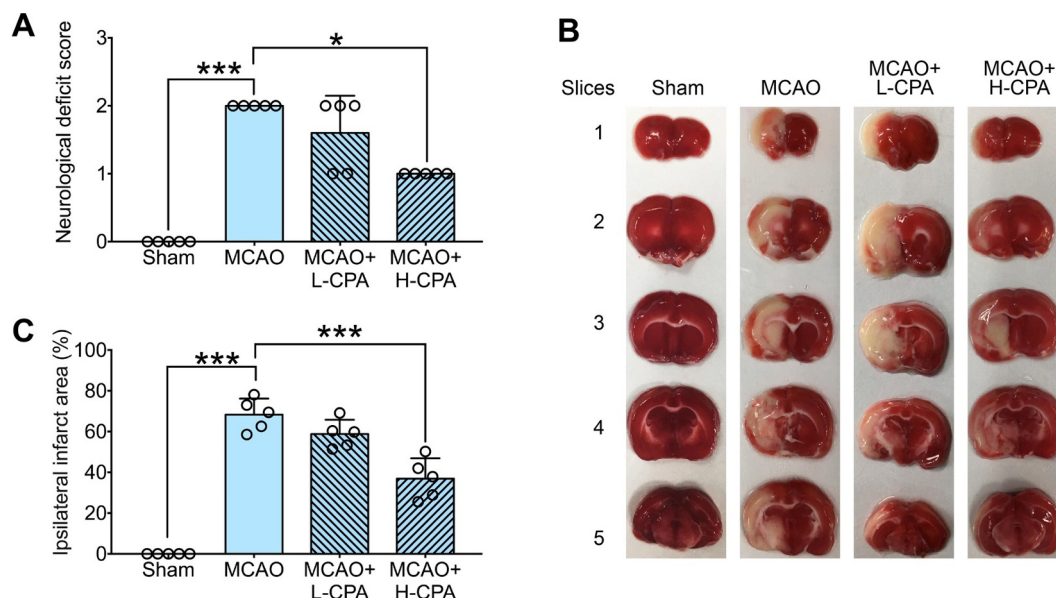 A
Neurological deficit score
3
2
1
0
***
*
Sham
MCAO
MCAO+
L-CPA
MCAO+
H-CPA
B
Slices
Sham
MCAO
MCAO+
L-CPA
MCAO+
H-CPA
1
2
3
4
5
C
Ipsilateral infarct area (%)
100
80
60
40
20
0
***
***
Sham
MCAO
MCAO+
L-CPA
MCAO+
H-CPA